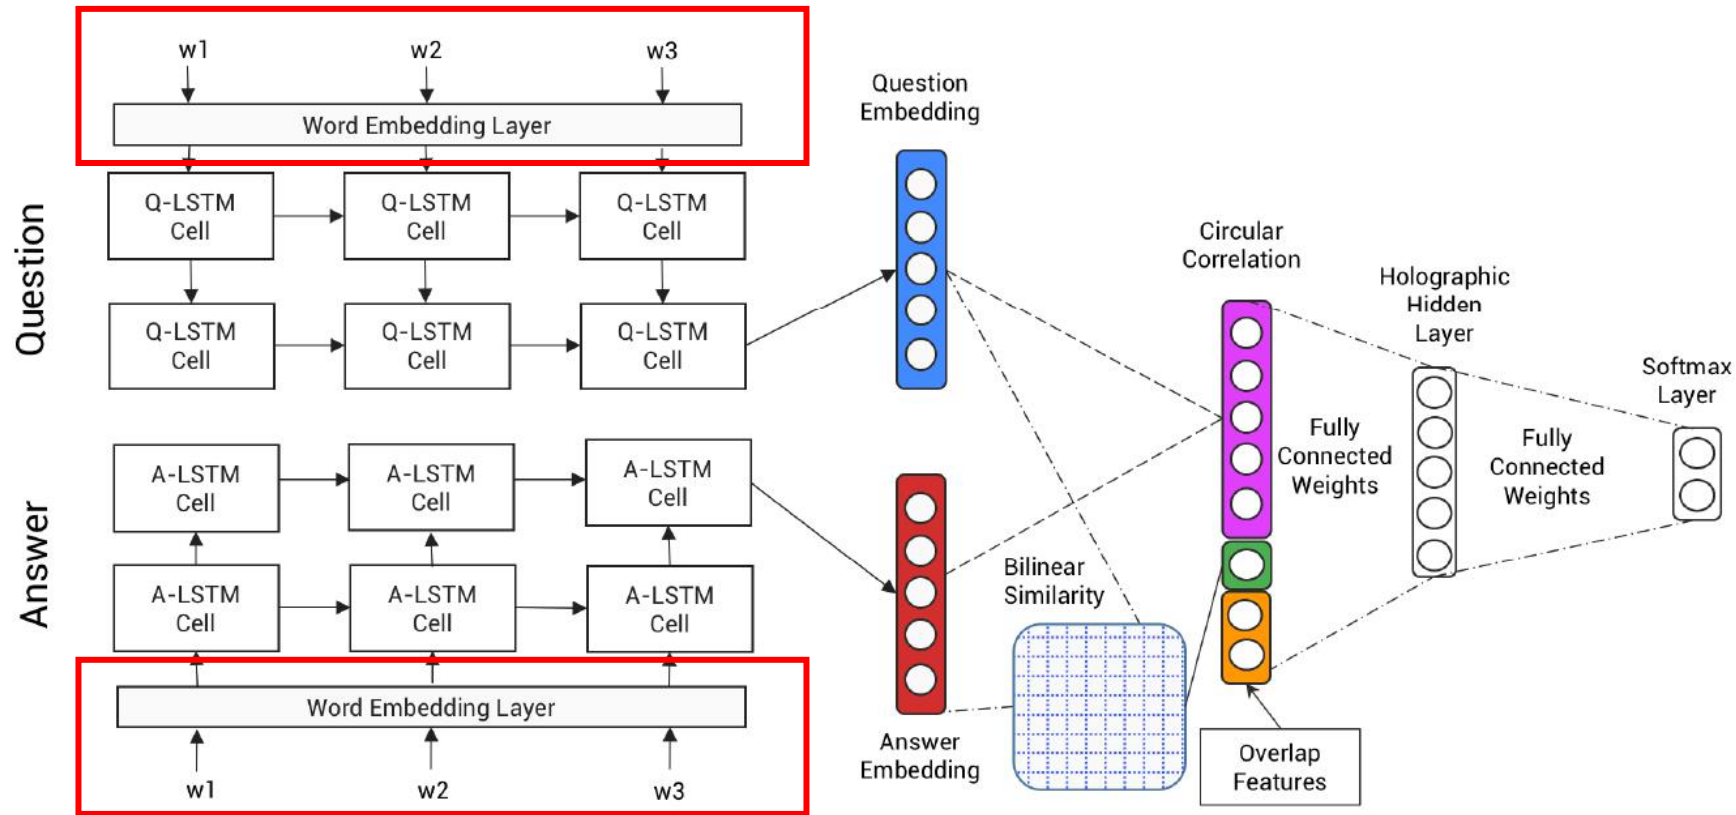 w1 w2 w3
Word Embedding Layer
Question
Q-LSTM
Cell
Q-LSTM
Cell
Q-LSTM
Cell
Q-LSTM
Cell
Q-LSTM
Cell
Q-LSTM
Cell
Answer
A-LSTM
Cell
A-LSTM
Cell
A-LSTM
Cell
A-LSTM
Cell
A-LSTM
Cell
A-LSTM
Cell
Word Embedding Layer
w1 w2 w3
Question
Embedding
Answer
Embedding
Bilinear
Similarity
Circular
Correlation
Overlap
Features
Fully
Connected
Weights
Holographic
Hidden
Layer
Fully
Connected
Weights
Softmax
Layer